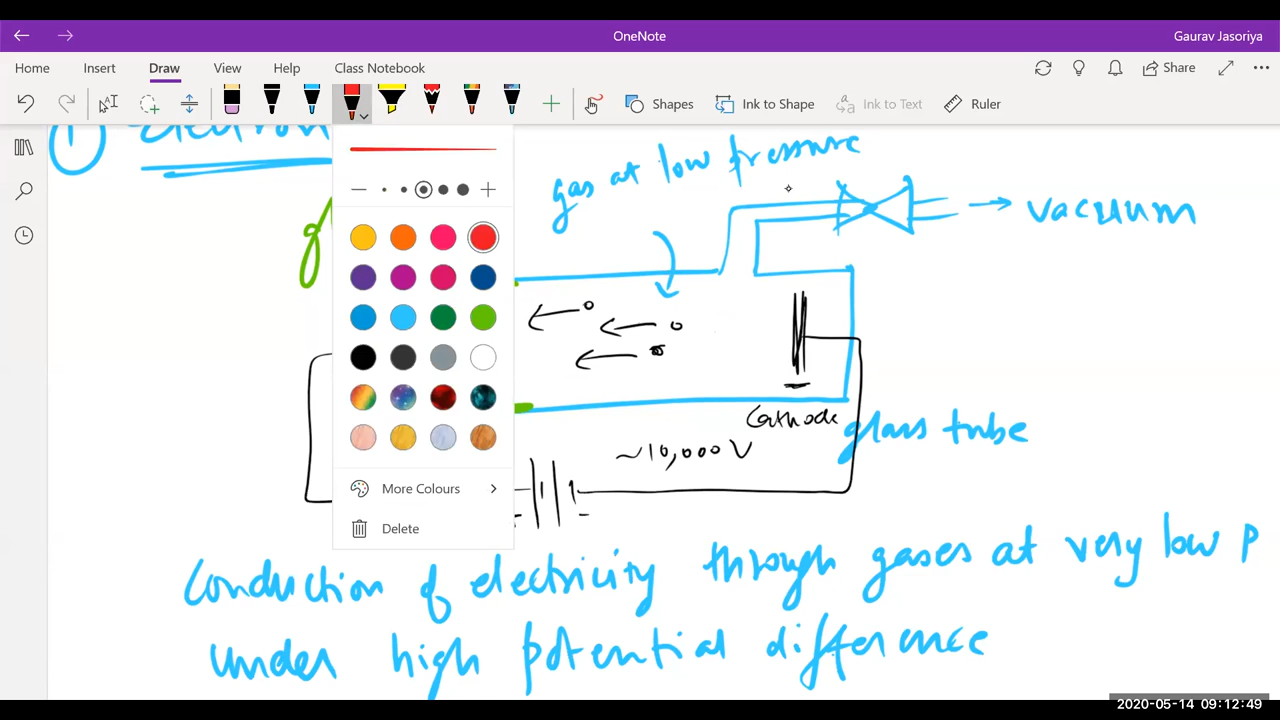 OneNote
Gaurav Jasoriya
Home Insert Draw View Help Class Notebook Share
Shapes Ink to Shape Ink to Text Ruler
1 Electron
gas at low pressure
vacuum
Cathode
glass tube
~10,000 V
More Colours
Delete
Conduction of electricity through gases at very low P
under high potential difference
2020-05-14 09:12:49